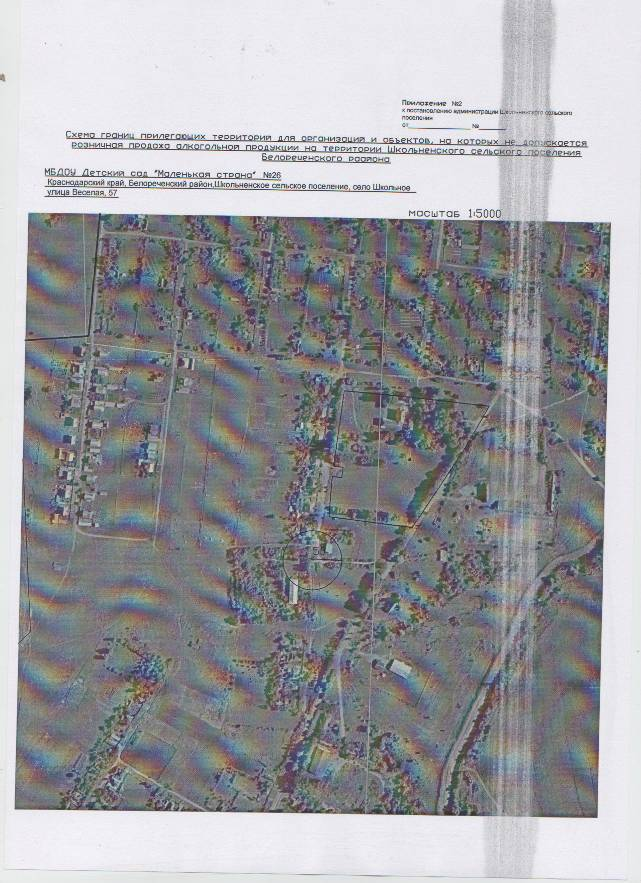 Приложение №2
к постановлению администрации Школьненского сельского
поселения
от №
Схема границ прилегающих территорий для организаций и объектов, на которых не допускается
розничная продажа алкогольной продукции на территории Школьненского сельского поселения
Белореченского района
МБДОУ Детский сад "Маленькая страна" №26
Краснодарский край, Белореченский район,Школьненское сельское поселение, село Школьное
улица Веселая, 57
масштаб 1:5000